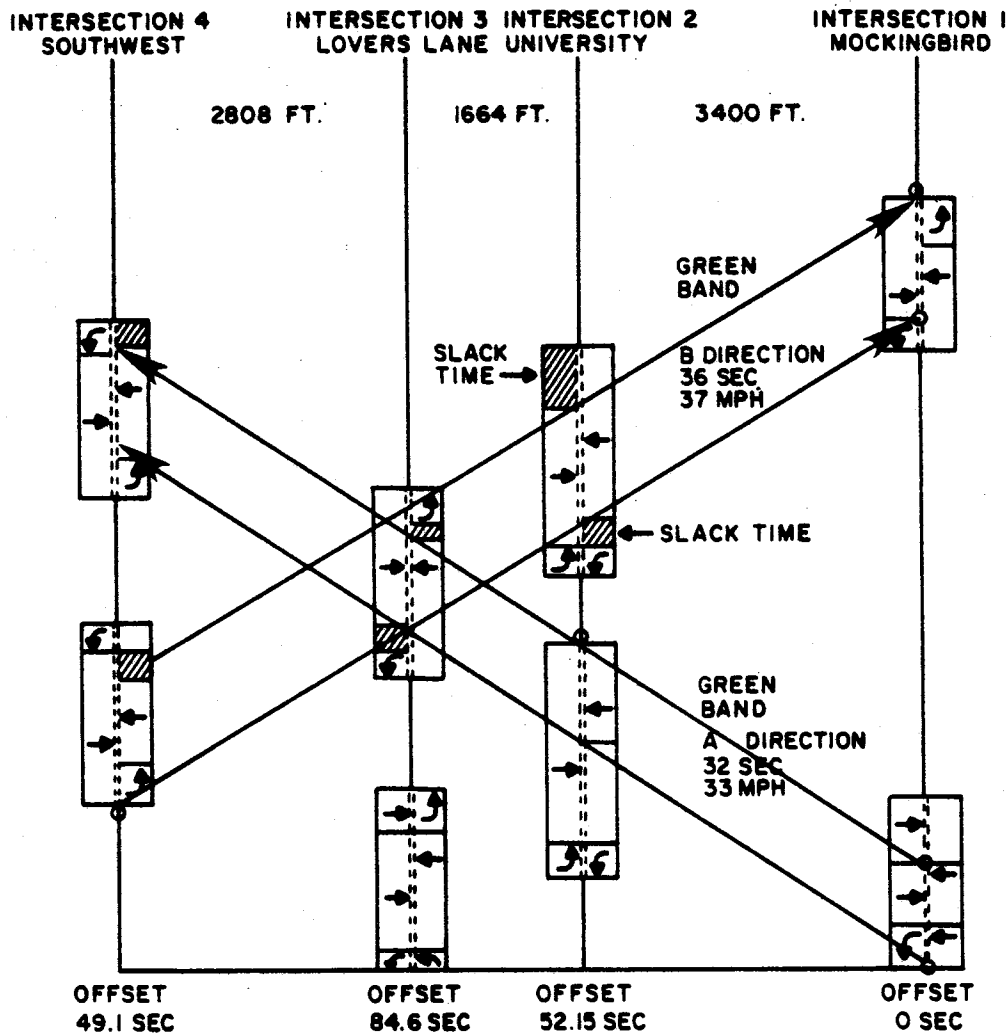 INTERSECTION 4
SOUTHWEST
INTERSECTION 3
LOVERS LANE
INTERSECTION 2
UNIVERSITY
INTERSECTION 1
MOCKINGBIRD
2808 FT.
1664 FT.
3400 FT.
GREEN
BAND
SLACK
TIME
B DIRECTION
36 SEC
37 MPH
SLACK TIME
GREEN
BAND
A DIRECTION
32 SEC
33 MPH
OFFSET
49.1 SEC
OFFSET
84.6 SEC
OFFSET
52.15 SEC
OFFSET
0 SEC